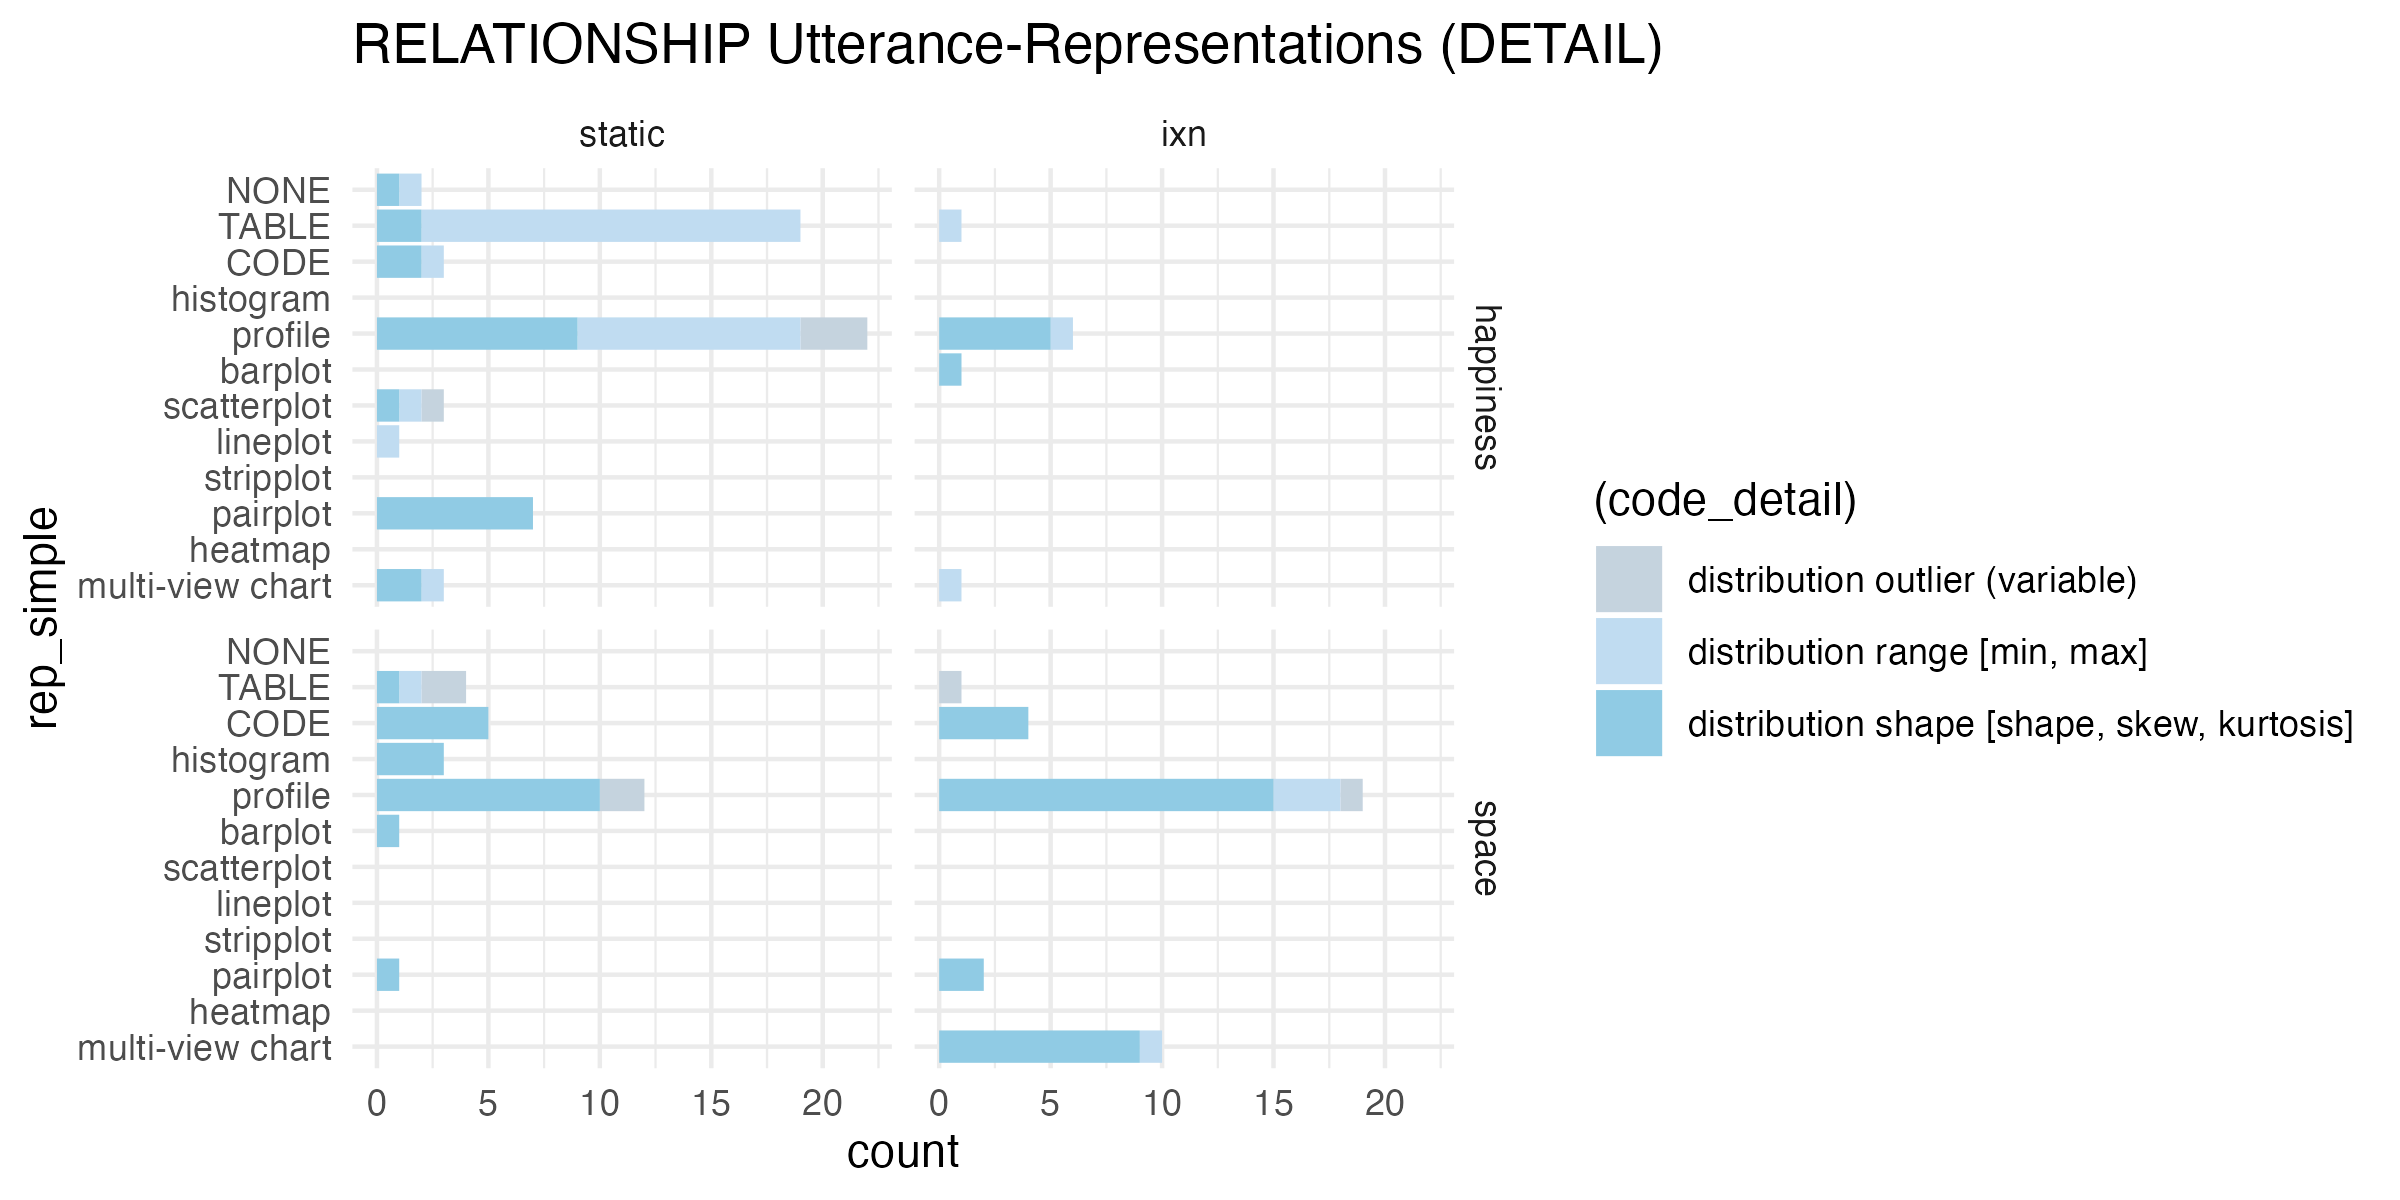 RELATIONSHIP Utterance-Representations (DETAIL)
static
ixn
NONE
TABLE
CODE
histogram
profile
barplot
scatterplot
lineplot
stripplot
pairplot
heatmap
multi-view chart
happiness
NONE
TABLE
CODE
histogram
profile
barplot
scatterplot
lineplot
stripplot
pairplot
heatmap
multi-view chart
space
rep_simple
0 5 10 15 20
0 5 10 15 20
count
(code_detail)
distribution outlier (variable)
distribution range [min, max]
distribution shape [shape, skew, kurtosis]